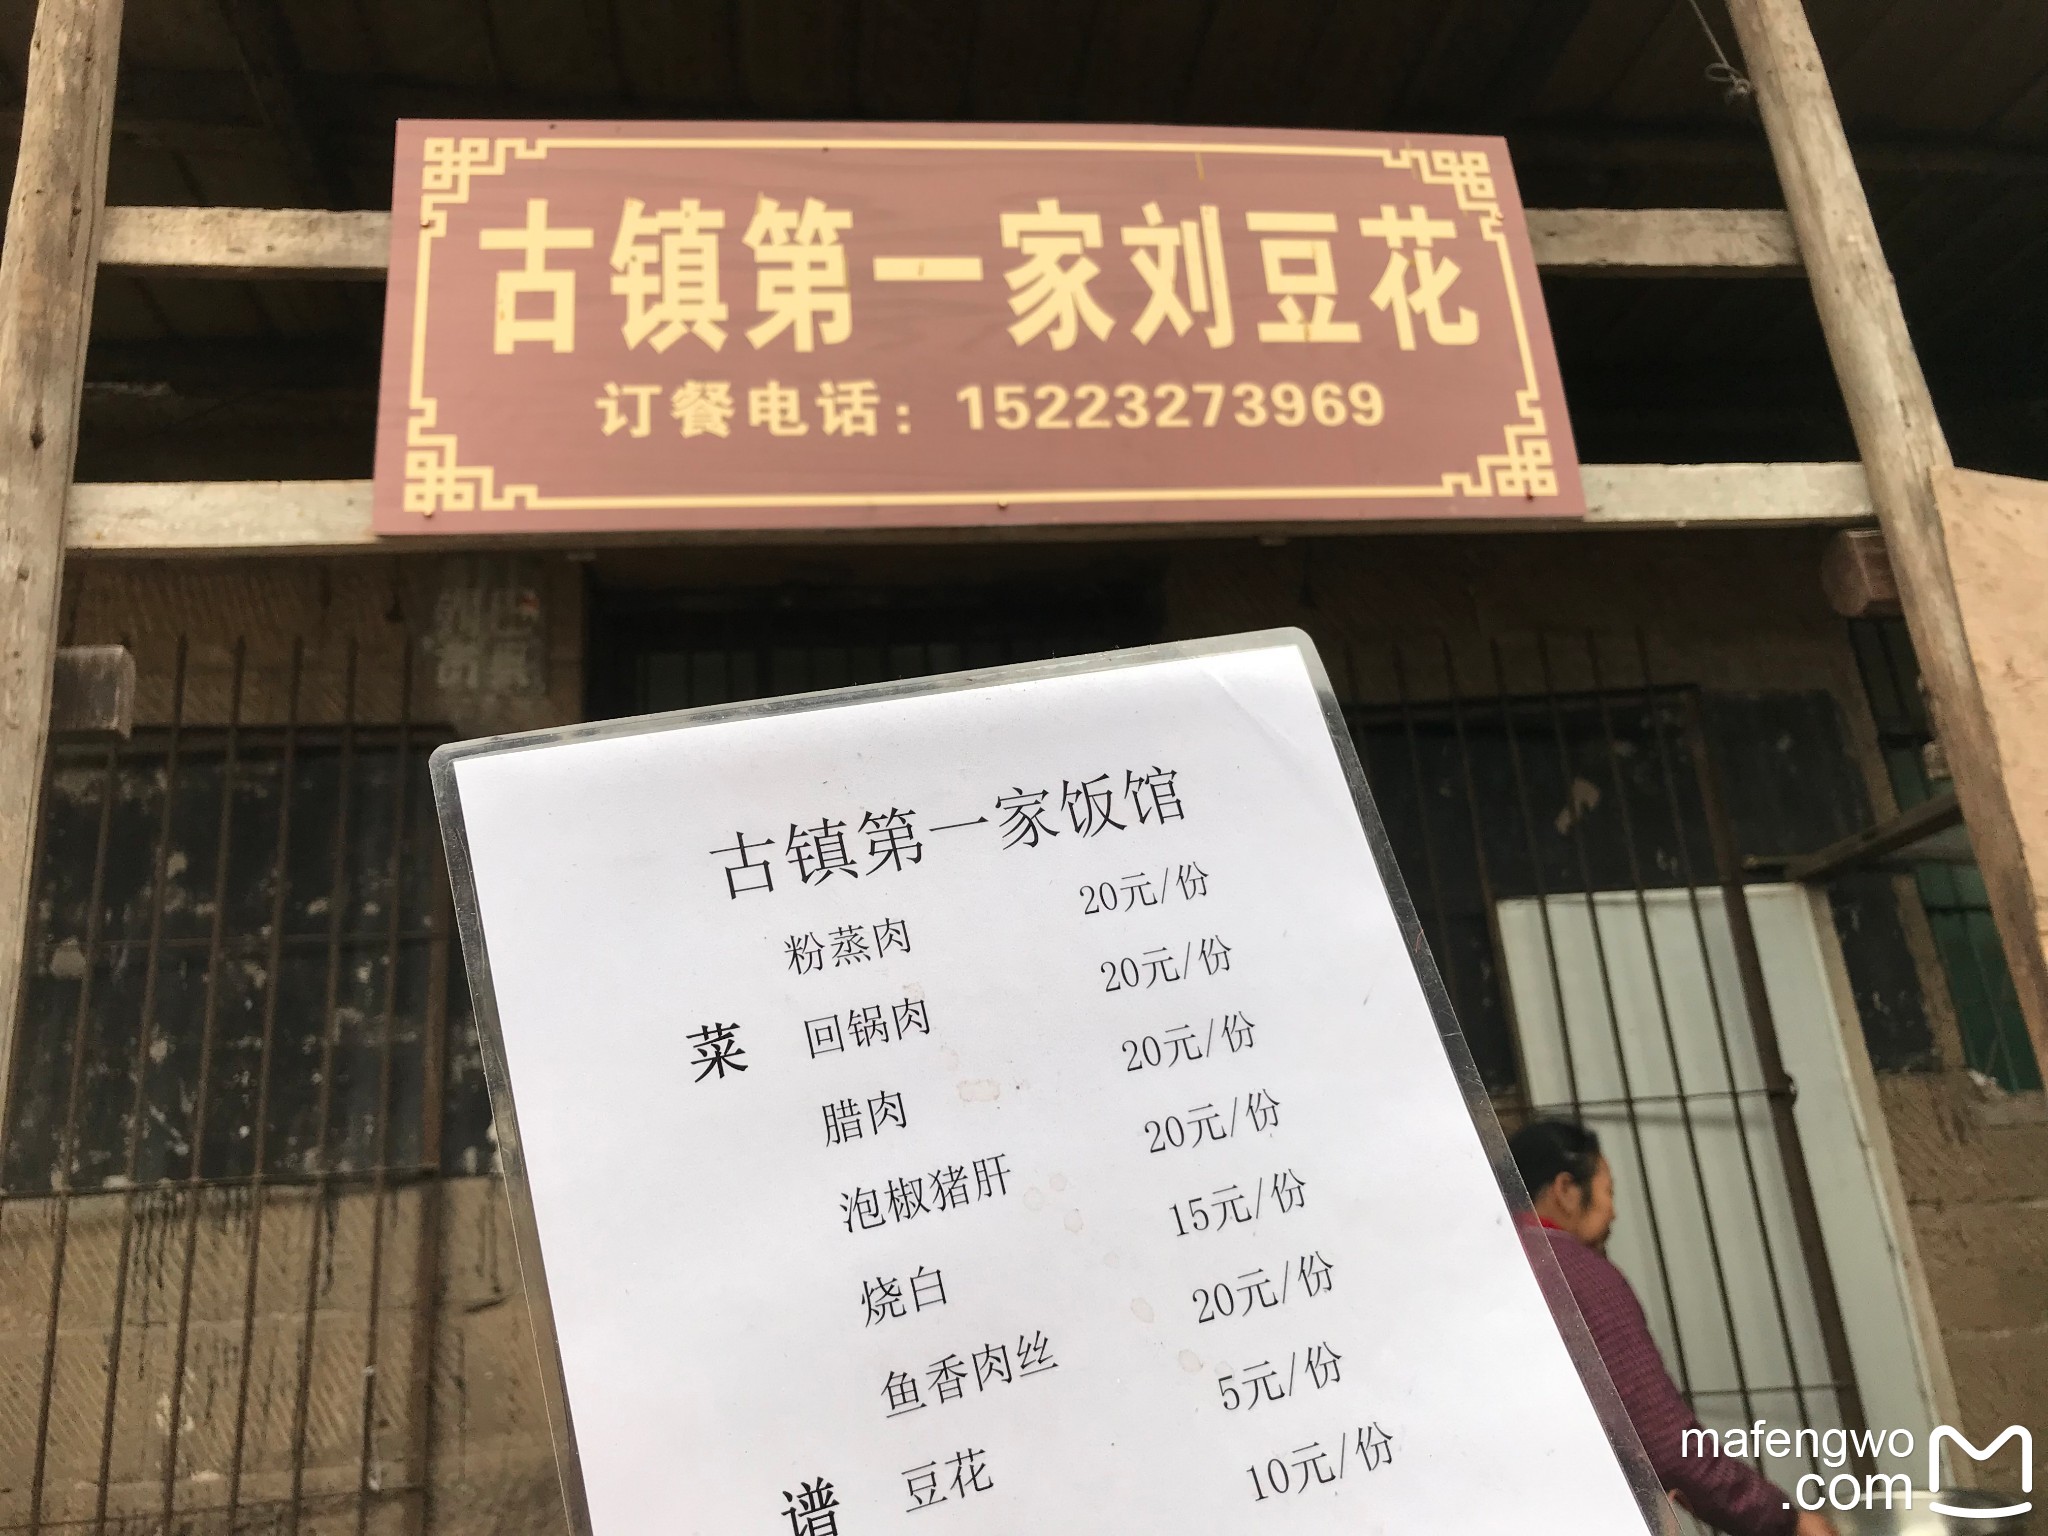 古镇第一家刘豆花
订餐电话：15223273969
古镇第一家饭馆
菜谱
粉蒸肉 20元/份
回锅肉 20元/份
腊肉 20元/份
泡椒猪肝 20元/份
烧白 15元/份
鱼香肉丝 20元/份
豆花 5元/份
10元/份
mafengwo
.com